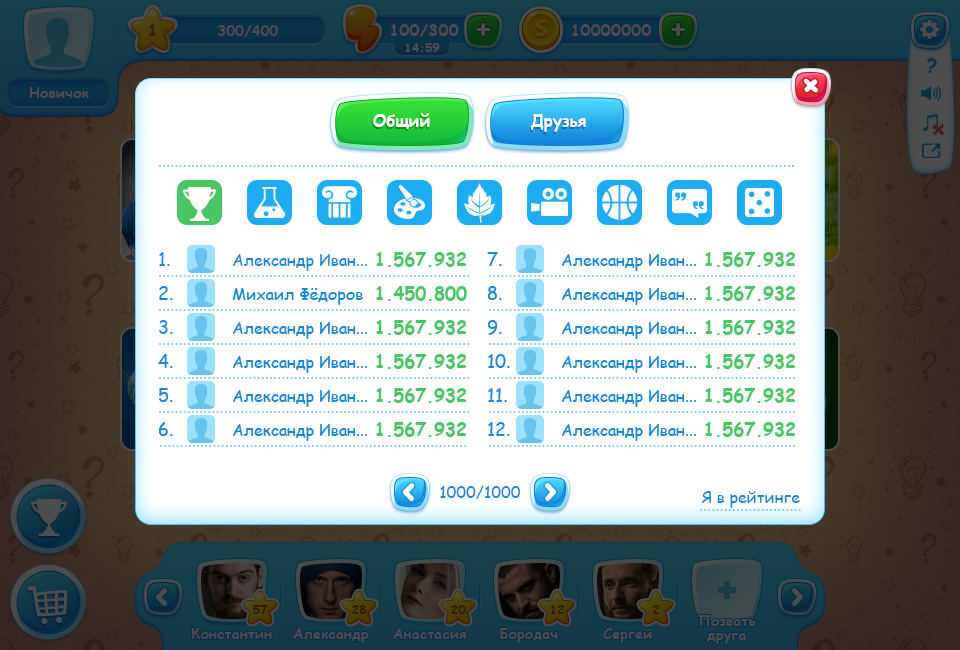 1
300/400
100/300
14:59
S
10000000
Новичок
?
Общий
Друзья
1. Александр Иван... 1.567.932
2. Михаил Фёдоров 1.450.800
3. Александр Иван... 1.567.932
4. Александр Иван... 1.567.932
5. Александр Иван... 1.567.932
6. Александр Иван... 1.567.932
7. Александр Иван... 1.567.932
8. Александр Иван... 1.567.932
9. Александр Иван... 1.567.932
10. Александр Иван... 1.567.932
11. Александр Иван... 1.567.932
12. Александр Иван... 1.567.932
1000/1000
Я в рейтинге
57
28
20
12
2
Константин
Александр
Анастасия
Бородач
Сергей
Позвать
друга